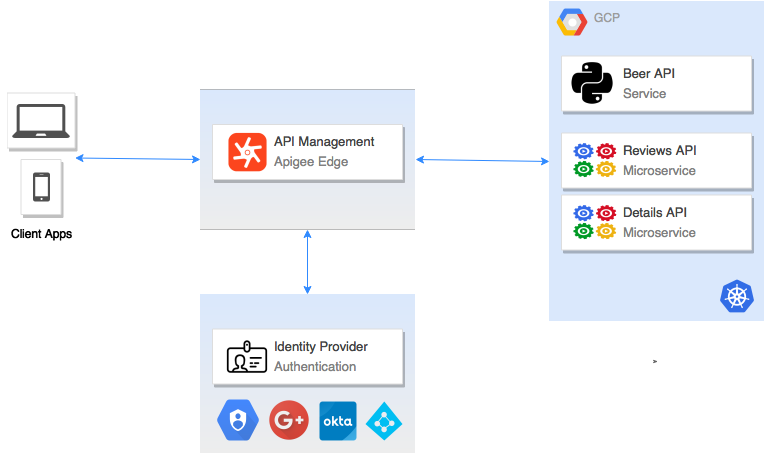 GCP
Beer API
Service
API Management
Apigee Edge
Reviews API
Microservice
Details API
Microservice
Client Apps
Identity Provider
Authentication
G+
okta
>